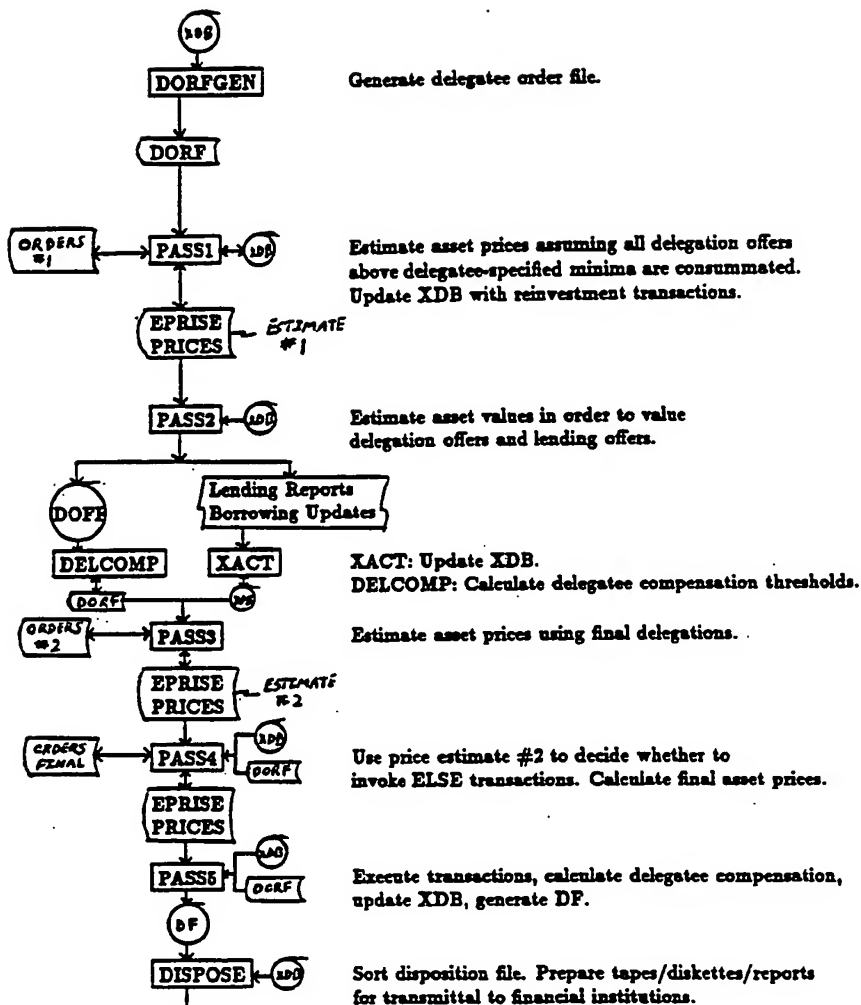 XDB
DORFGEN
Generate delegatee order file.
DORF
ORDERS #1
PASS1
XDB
Estimate asset prices assuming all delegation offers
above delegatee-specified minima are consummated.
Update XDB with reinvestment transactions.
EPRISE
PRICES
ESTIMATE
#1
PASS2
XDB
Estimate asset values in order to value
delegation offers and lending offers.
DOFF
Lending Reports
Borrowing Updates
DELCOMP
XACT
XACT: Update XDB.
DELCOMP: Calculate delegatee compensation thresholds.
DORF
XDB
ORDERS
#2
PASS3
Estimate asset prices using final delegations.
EPRISE
PRICES
ESTIMATE
#2
ORDERS
FINAL
PASS4
XDB
DORF
Use price estimate #2 to decide whether to
invoke ELSE transactions. Calculate final asset prices.
EPRISE
PRICES
PASS5
XDB
DORF
Execute transactions, calculate delegatee compensation,
update XDB, generate DF.
DF
DISPOSE
XDB
Sort disposition file. Prepare tapes/diskettes/reports
for transmittal to financial institutions.